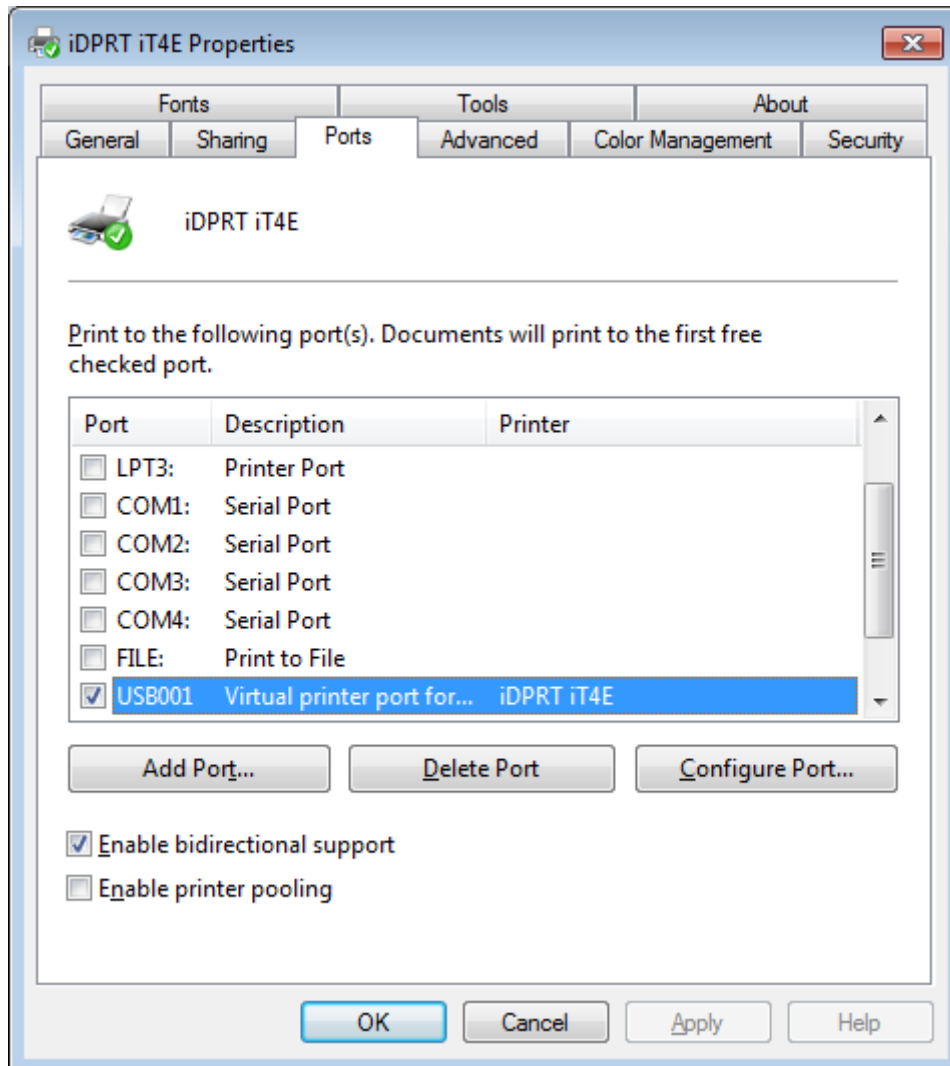 iDPRT iT4E Properties
Fonts Tools About
General Sharing Ports Advanced Color Management Security
iDPRT iT4E
Print to the following port(s). Documents will print to the first free
checked port.
Port Description Printer
LPT3: Printer Port
COM1: Serial Port
COM2: Serial Port
COM3: Serial Port
COM4: Serial Port
FILE: Print to File
USB001 Virtual printer port for... iDPRT iT4E
Add Port... Delete Port Configure Port...
Enable bidirectional support
Enable printer pooling
OK Cancel Apply Help